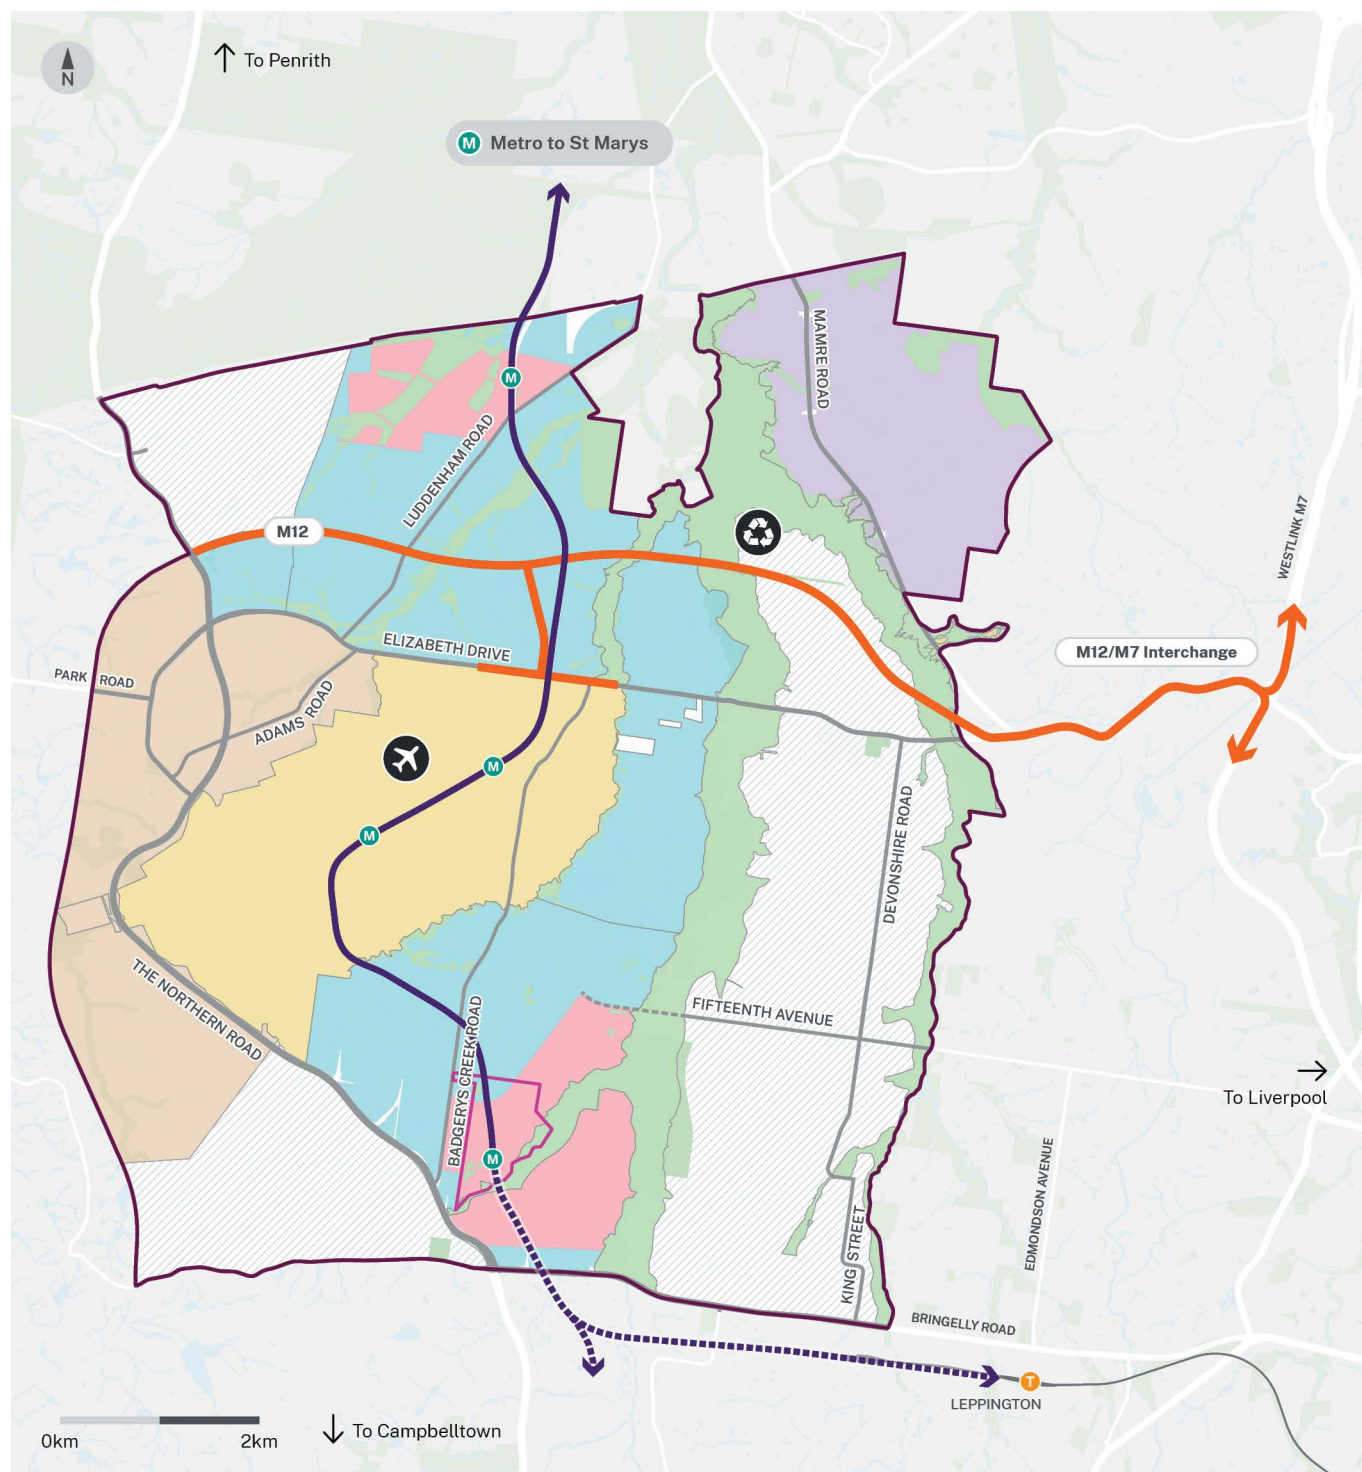 To Penrith
N
M Metro to St Marys
MAMRE ROAD
M
LUDDENHAM ROAD
WESTLINK M7
M12
ELIZABETH DRIVE
M12/M7 Interchange
PARK ROAD
ADAMS ROAD
M
M
DEVONSHIRE ROAD
THE NORTHERN ROAD
FIFTEENTH AVENUE
BADGERYS CREEK ROAD
To Liverpool
M
EDMONDSON AVENUE
KING STREET
BRINGELLY ROAD
T
LEPPINGTON
0km 2km
To Campbelltown